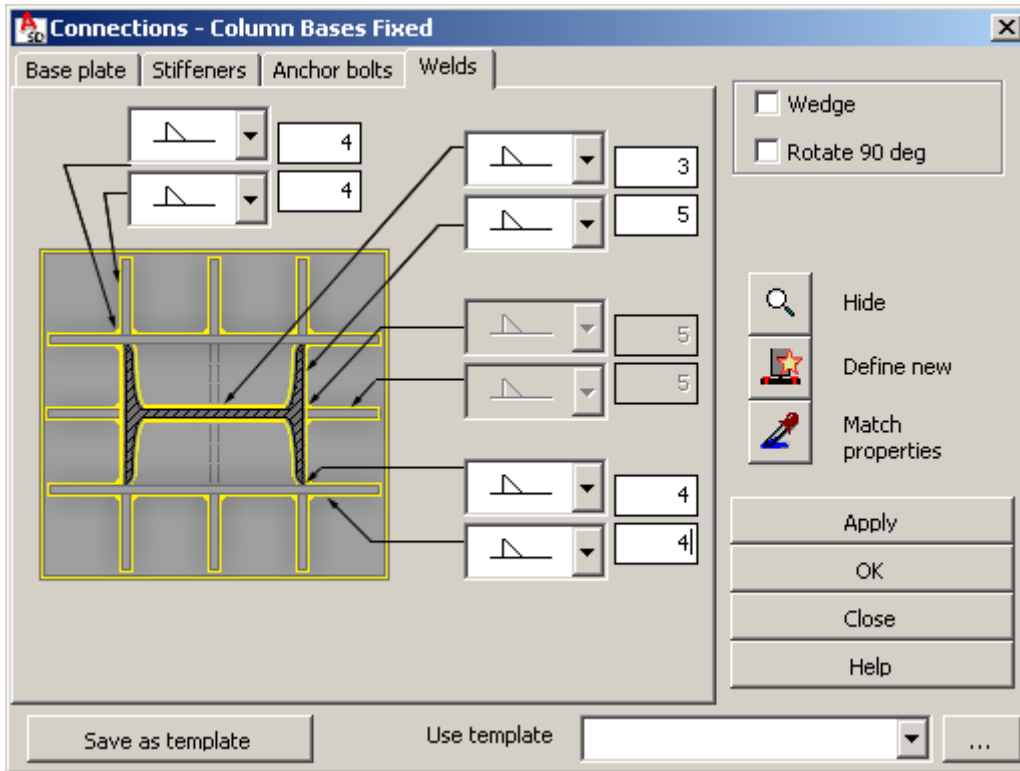 A SD Connections - Column Bases Fixed
Base plate Stiffeners Anchor bolts Welds
4
4
3
5
5
5
4
4
Wedge
Rotate 90 deg
Hide
Define new
Match
properties
Apply
OK
Close
Help
Save as template
Use template
...